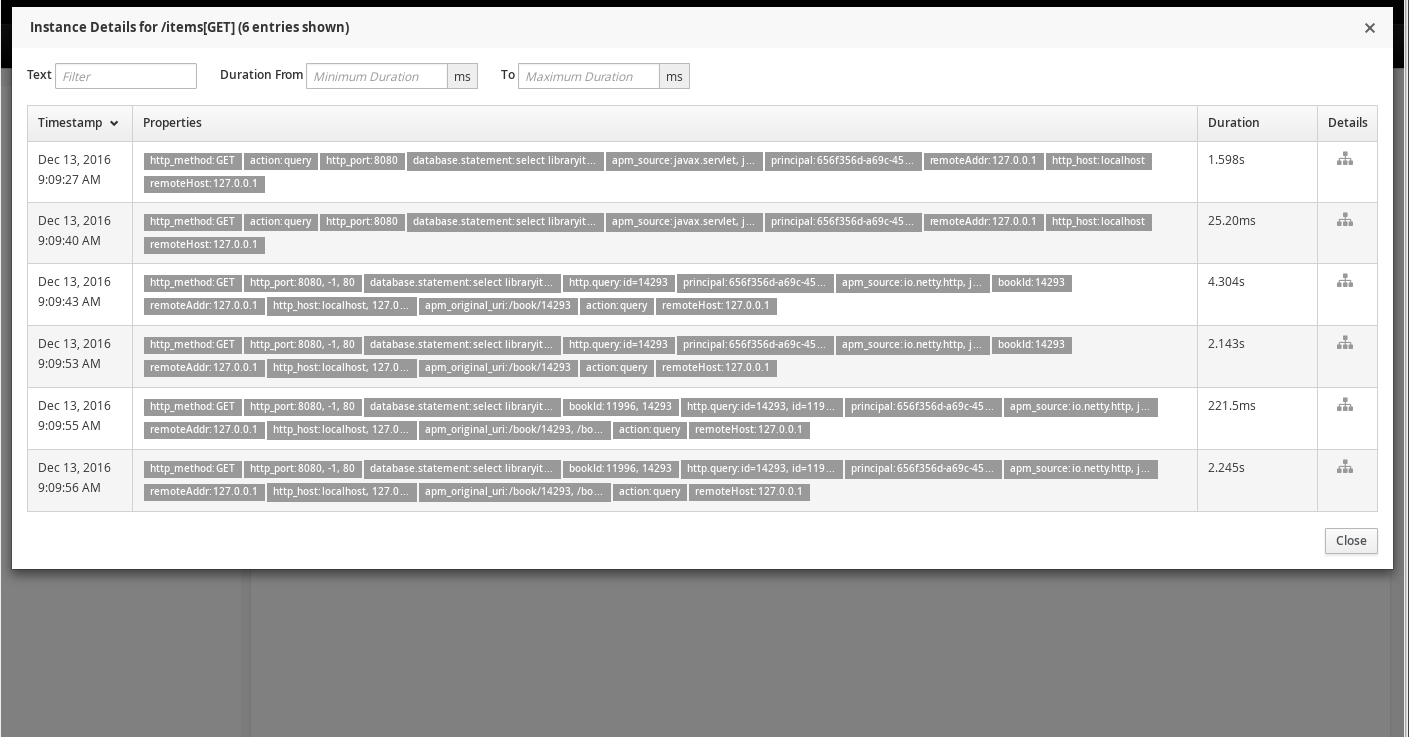 Instance Details for /items[GET] (6 entries shown)
Text Filter Duration From Minimum Duration ms To Maximum Duration ms
Timestamp Properties Duration Details
Dec 13, 2016 http_method:GET action:query http_port:8080 database.statement:select libraryit... apm_source:javax.servlet, j... principal:656f356d-a69c-45... remoteAddr:127.0.0.1 http_host:localhost 1.598s
9:09:27 AM remoteHost:127.0.0.1
Dec 13, 2016 http_method:GET action:query http_port:8080 database.statement:select libraryit... apm_source:javax.servlet, j... principal:656f356d-a69c-45... remoteAddr:127.0.0.1 http_host:localhost 25.20ms
9:09:40 AM remoteHost:127.0.0.1
Dec 13, 2016 http_method:GET http_port:8080, -1, 80 database.statement:select libraryit... http.query:id=14293 principal:656f356d-a69c-45... apm_source:io.netty.http, j... bookId:14293 4.304s
9:09:43 AM remoteAddr:127.0.0.1 http_host:localhost, 127.0... apm_original_uri:/book/14293 action:query remoteHost:127.0.0.1
Dec 13, 2016 http_method:GET http_port:8080, -1, 80 database.statement:select libraryit... http.query:id=14293 principal:656f356d-a69c-45... apm_source:io.netty.http, j... bookId:14293 2.143s
9:09:53 AM remoteAddr:127.0.0.1 http_host:localhost, 127.0... apm_original_uri:/book/14293 action:query remoteHost:127.0.0.1
Dec 13, 2016 http_method:GET http_port:8080, -1, 80 database.statement:select libraryit... bookId:11996, 14293 http.query:id=14293, id=119... principal:656f356d-a69c-45... apm_source:io.netty.http, j... 221.5ms
9:09:55 AM remoteAddr:127.0.0.1 http_host:localhost, 127.0... apm_original_uri:/book/14293, /bo... action:query remoteHost:127.0.0.1
Dec 13, 2016 http_method:GET http_port:8080, -1, 80 database.statement:select libraryit... bookId:11996, 14293 http.query:id=14293, id=119... principal:656f356d-a69c-45... apm_source:io.netty.http, j... 2.245s
9:09:56 AM remoteAddr:127.0.0.1 http_host:localhost, 127.0... apm_original_uri:/book/14293, /bo... action:query remoteHost:127.0.0.1
Close